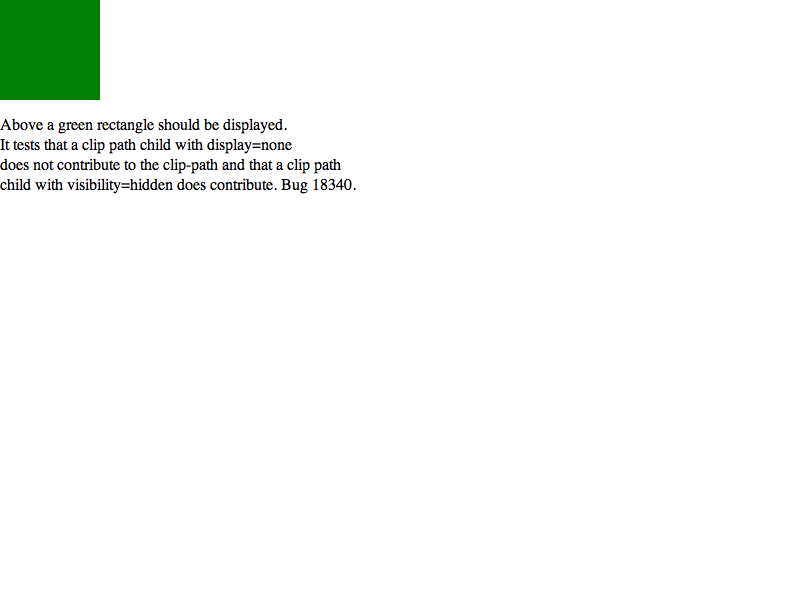 Above a green rectangle should be displayed.
It tests that a clip path child with display=none
does not contribute to the clip-path and that a clip path
child with visibility=hidden does contribute. Bug 18340.